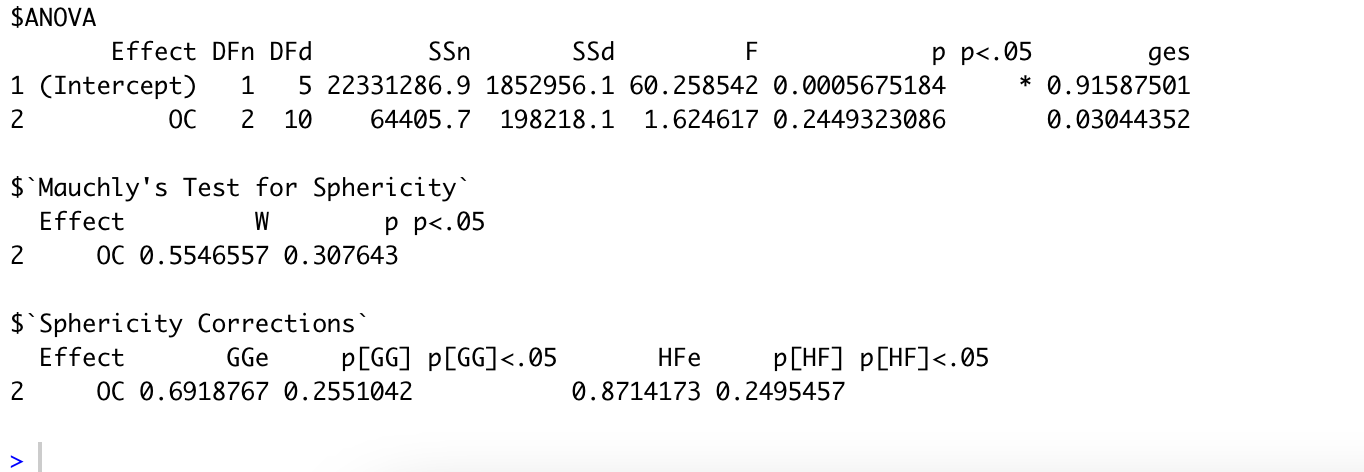 $ANOVA
       Effect DFn DFd        SSn       SSd         F            p p<.05        ges
1 (Intercept)   1   5 22331286.9 1852956.1 60.258542 0.0005675184     * 0.91587501
2          OC   2  10    64405.7  198218.1  1.624617 0.2449323086       0.03044352
$`Mauchly's Test for Sphericity`
  Effect         W        p p<.05
2     OC 0.5546557 0.307643
$`Sphericity Corrections`
  Effect       GGe     p[GG] p[GG]<.05       HFe     p[HF] p[HF]<.05
2     OC 0.6918767 0.2551042           0.8714173 0.2495457
>